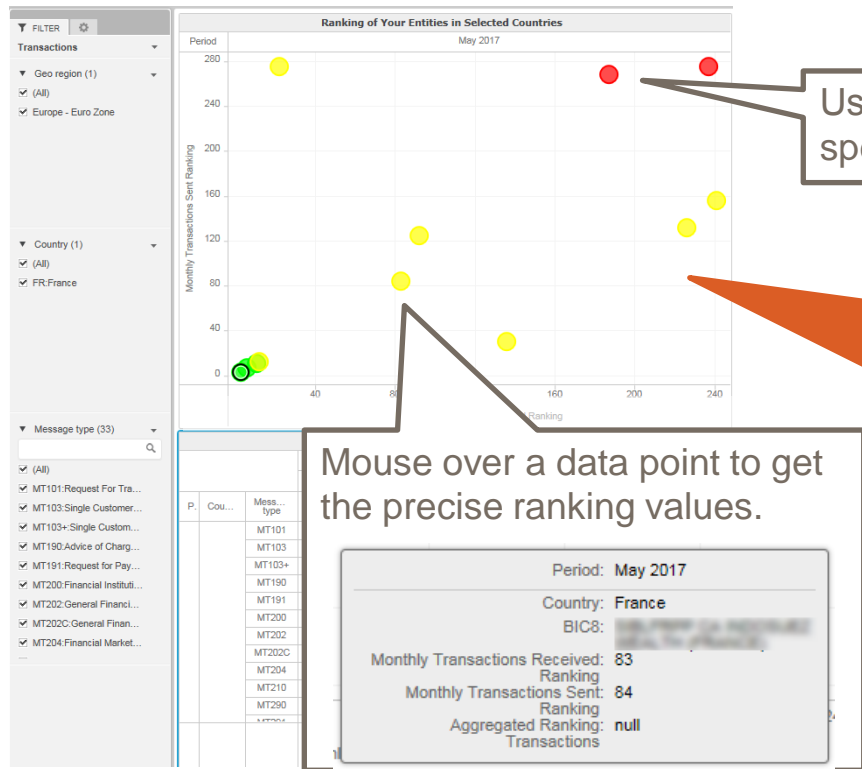 FILTER
Transactions
Geo region (1)
(All)
Europe - Euro Zone
Country (1)
(All)
FR:France
Message type (33)
(All)
MT101:Request For Tra...
MT103:Single Customer...
MT103+:Single Custom...
MT190:Advice of Charg...
MT191:Request for Pay...
MT200:Financial Instituti...
MT202:General Financi...
MT202C:General Finan...
MT204:Financial Market...
Ranking of Your Entities in Selected Countries
Period May 2017
Monthly Transactions Sent Ranking
280
240
200
160
120
80
40
0
40 160 200 240
Ranking
P. Cou... Mess... type
MT101
MT103
MT103+
MT190
MT191
MT200
MT202
MT202C
MT204
MT210
MT290
Mouse over a data point to get
the precise ranking values.
Period: May 2017
Country: France
BIC8:
Monthly Transactions Received Ranking: 83
Monthly Transactions Sent Ranking: 84
Aggregated Ranking: null
Transactions